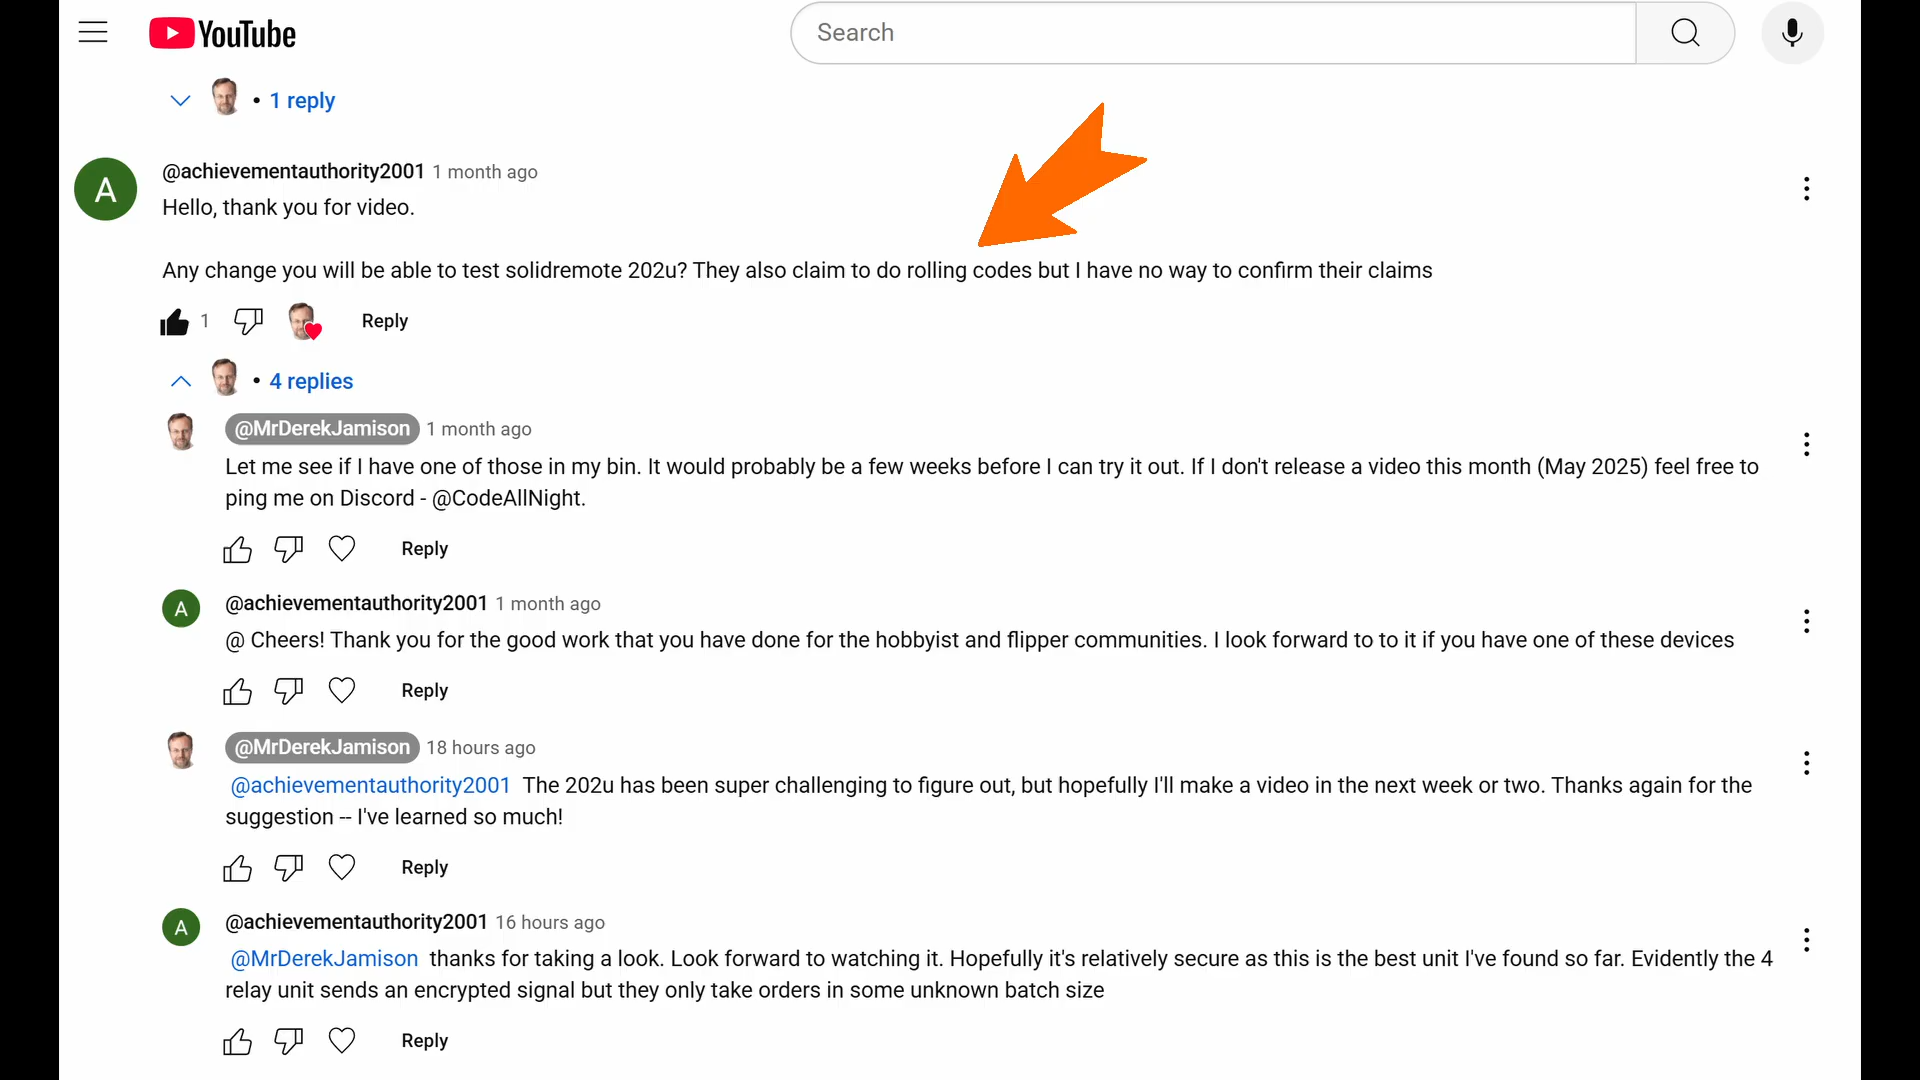 YouTube
Search
• 1 reply
A
@achievementauthority2001 1 month ago
Hello, thank you for video.
Any change you will be able to test solidremote 202u? They also claim to do rolling codes but I have no way to confirm their claims
1 Reply
• 4 replies
@MrDerekJamison 1 month ago
Let me see if I have one of those in my bin. It would probably be a few weeks before I can try it out. If I don't release a video this month (May 2025) feel free to
ping me on Discord - @CodeAllNight.
Reply
A
@achievementauthority2001 1 month ago
@ Cheers! Thank you for the good work that you have done for the hobbyist and flipper communities. I look forward to to it if you have one of these devices
Reply
@MrDerekJamison 18 hours ago
@achievementauthority2001 The 202u has been super challenging to figure out, but hopefully I'll make a video in the next week or two. Thanks again for the
suggestion -- I've learned so much!
Reply
A
@achievementauthority2001 16 hours ago
@MrDerekJamison thanks for taking a look. Look forward to watching it. Hopefully it's relatively secure as this is the best unit I've found so far. Evidently the 4
relay unit sends an encrypted signal but they only take orders in some unknown batch size
Reply